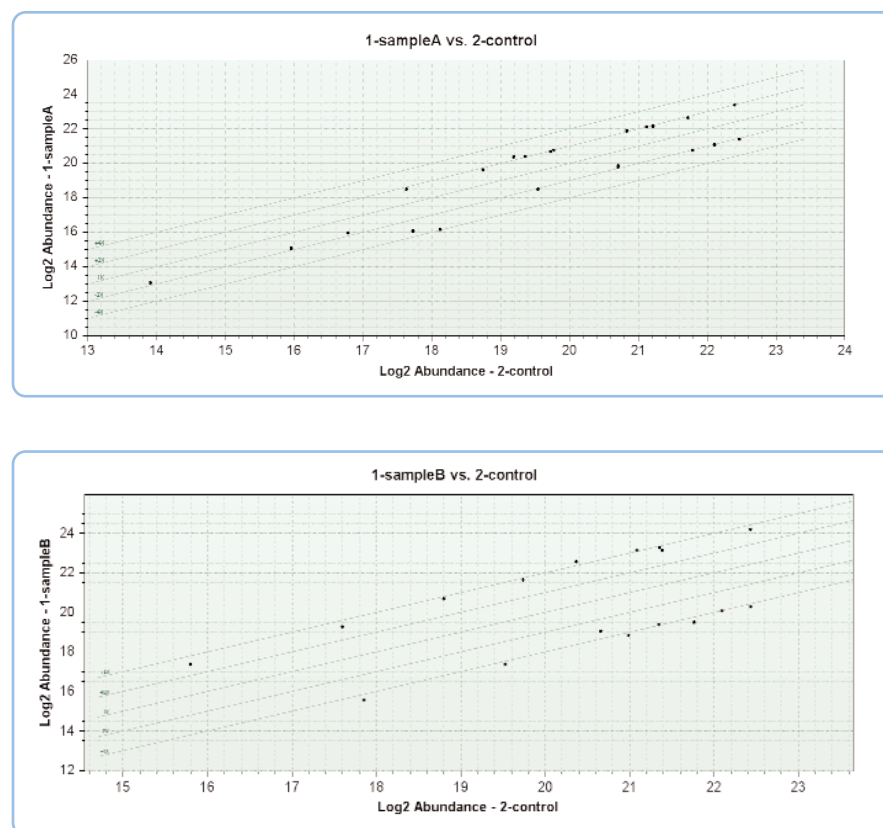 1-sampleA vs. 2-control
26
24
22
20
18
16
14
12
10
Log2 Abundance - 1-sampleA
13 14 15 16 17 18 19 20 21 22 23 24
Log2 Abundance - 2-control
1-sampleB vs. 2-control
24
22
20
18
16
14
12
Log2 Abundance - 1-sampleB
15 16 17 18 19 20 21 22 23
Log2 Abundance - 2-control